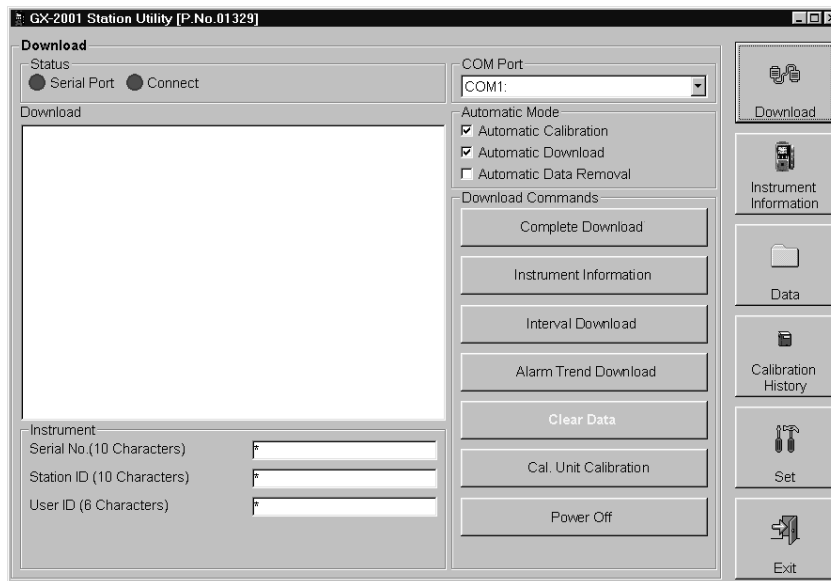 GX-2001 Station Utility [P.No.01329]
Download
Status
Serial Port
Connect
Download
Instrument
Serial No.(10 Characters)
*
Station ID (10 Characters)
*
User ID (6 Characters)
*
COM Port
COM1:
Automatic Mode
Automatic Calibration
Automatic Download
Automatic Data Removal
Download Commands
Complete Download
Instrument Information
Interval Download
Alarm Trend Download
Clear Data
Cal. Unit Calibration
Power Off
Download
Instrument
Information
Data
Calibration
History
Set
Exit